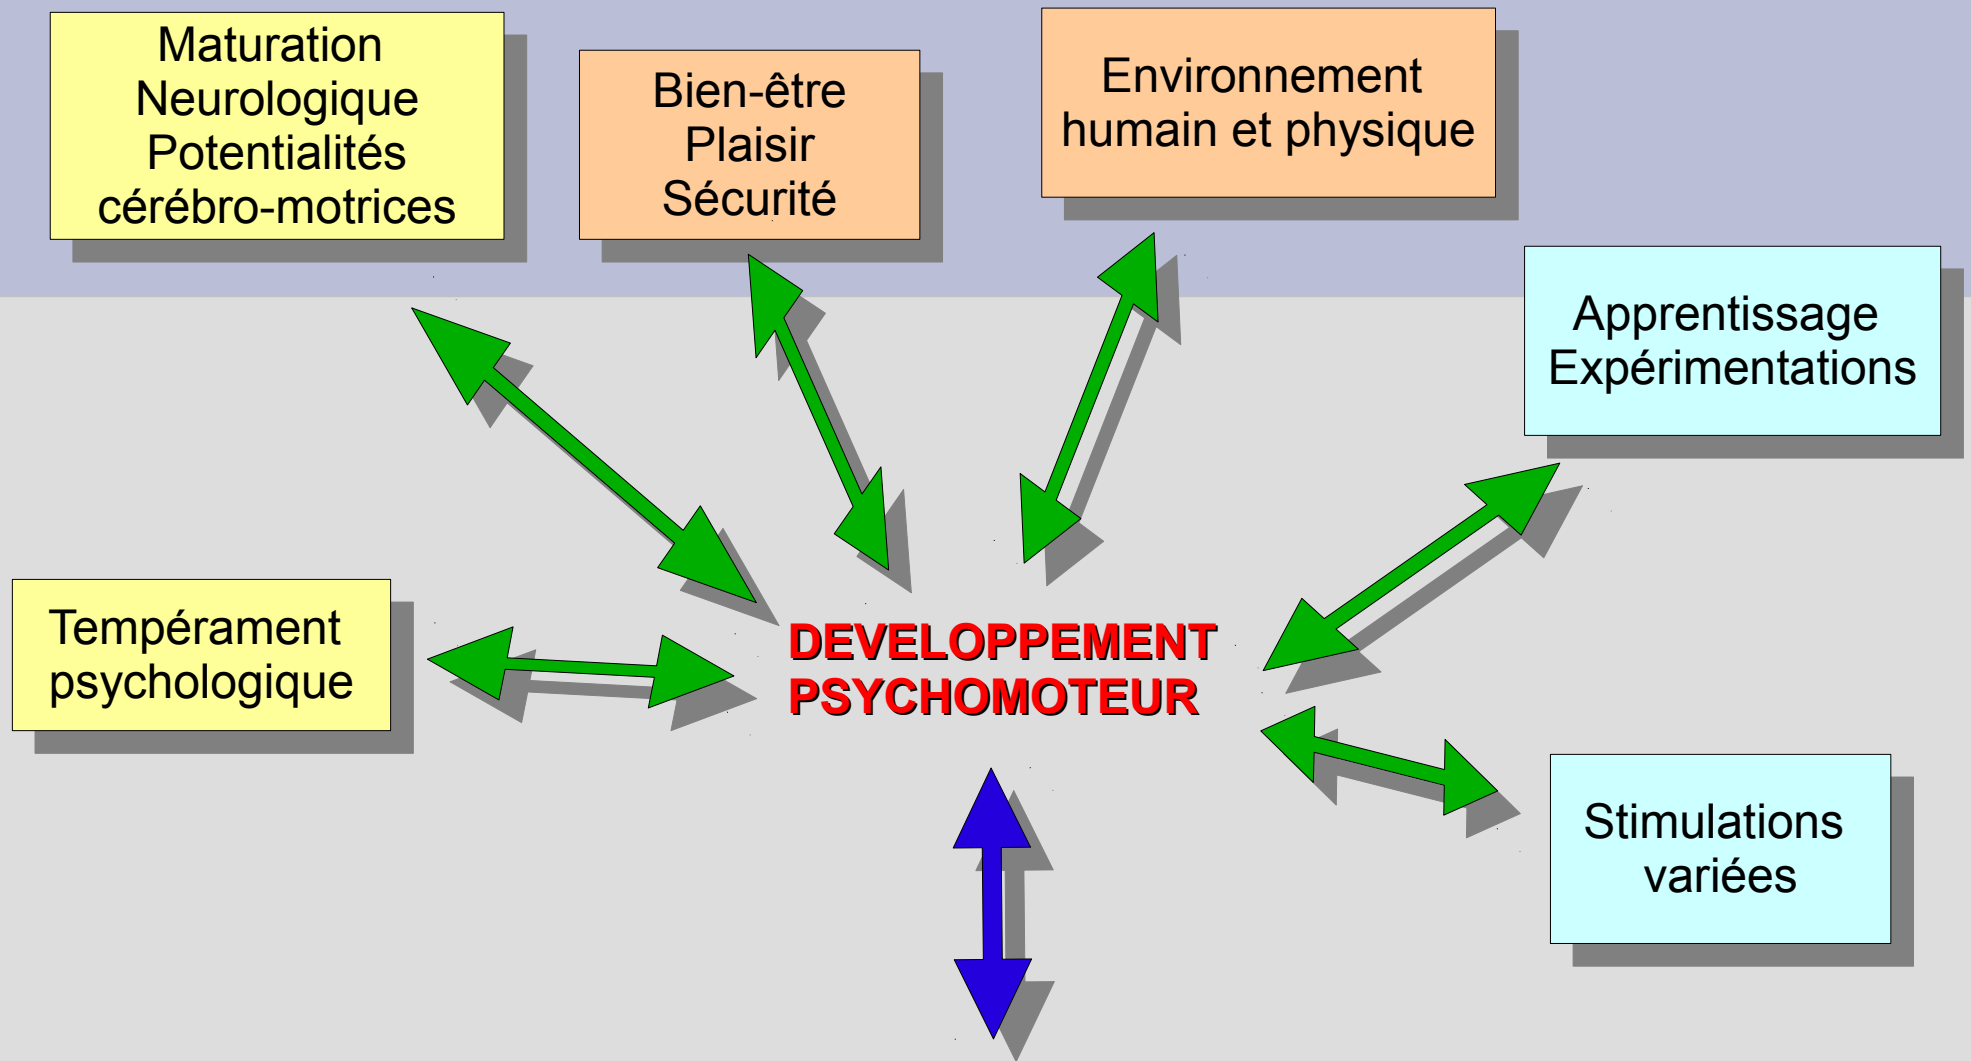 Maturation
Neurologique
Potentialités
cérébro-motrices
Bien-être
Plaisir
Sécurité
Environnement
humain et physique
Apprentissage
Expérimentations
Tempérament
psychologique
DEVELOPPEMENT
PSYCHOMOTEUR
Stimulations
variées